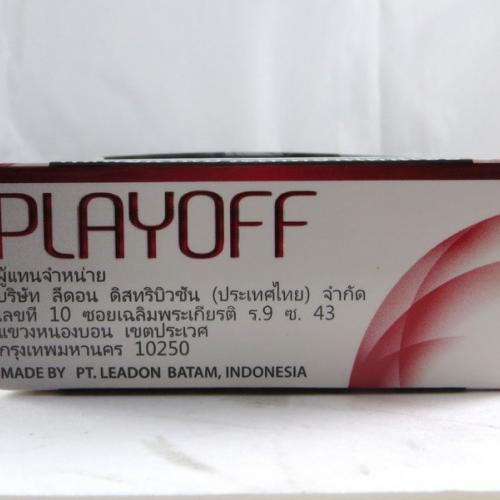 PLAYOFF
ผู้แทนจำหน่าย
บริษัท ลีดอน ดิสทริบิวชัน (ประเทศไทย) จำกัด
เลขที่ 10 ซอยเฉลิมพระเกียรติ ร.9 ซ. 43
แขวงหนองบอน เขตประเวศ
กรุงเทพมหานคร 10250
MADE BY PT. LEADON BATAM, INDONESIA